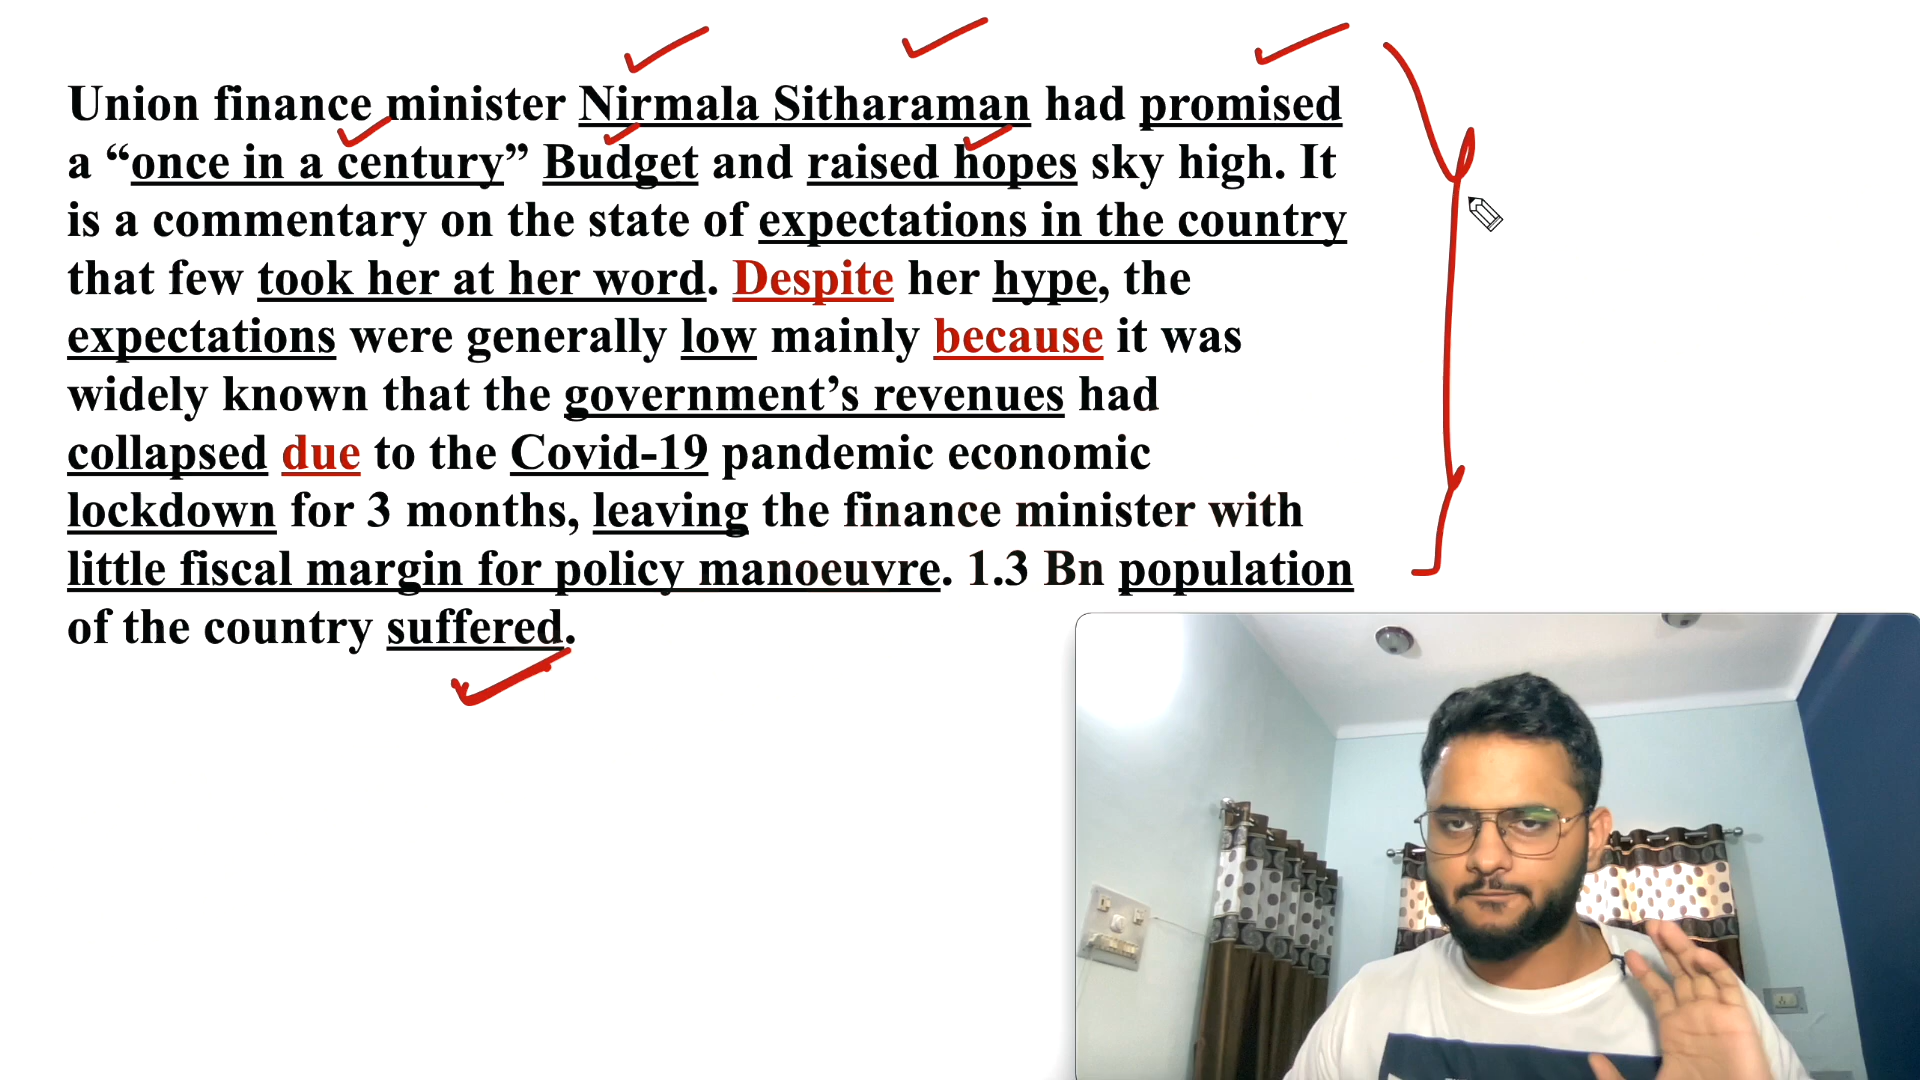 Union finance minister Nirmala Sitharaman had promised
a “once in a century” Budget and raised hopes sky high. It
is a commentary on the state of expectations in the country
that few took her at her word. Despite her hype, the
expectations were generally low mainly because it was
widely known that the government’s revenues had
collapsed due to the Covid-19 pandemic economic
lockdown for 3 months, leaving the finance minister with
little fiscal margin for policy manoeuvre. 1.3 Bn population
of the country suffered.